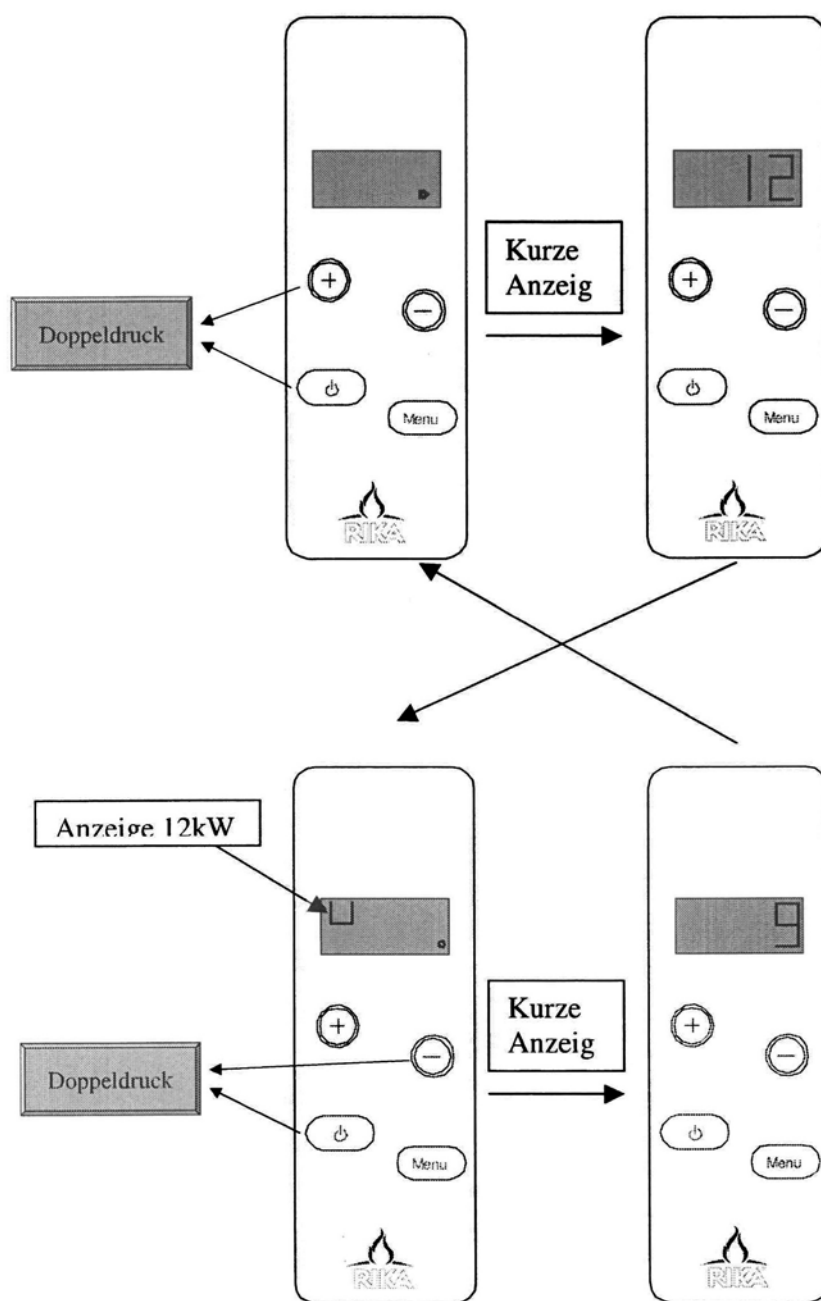 12
Kurze
Anzeig
Doppeldruck
Menu
Menu
RIKA
RIKA
Anzeige 12kW
9
Kurze
Anzeig
Doppeldruck
Menu
Menu
RIKA
RIKA